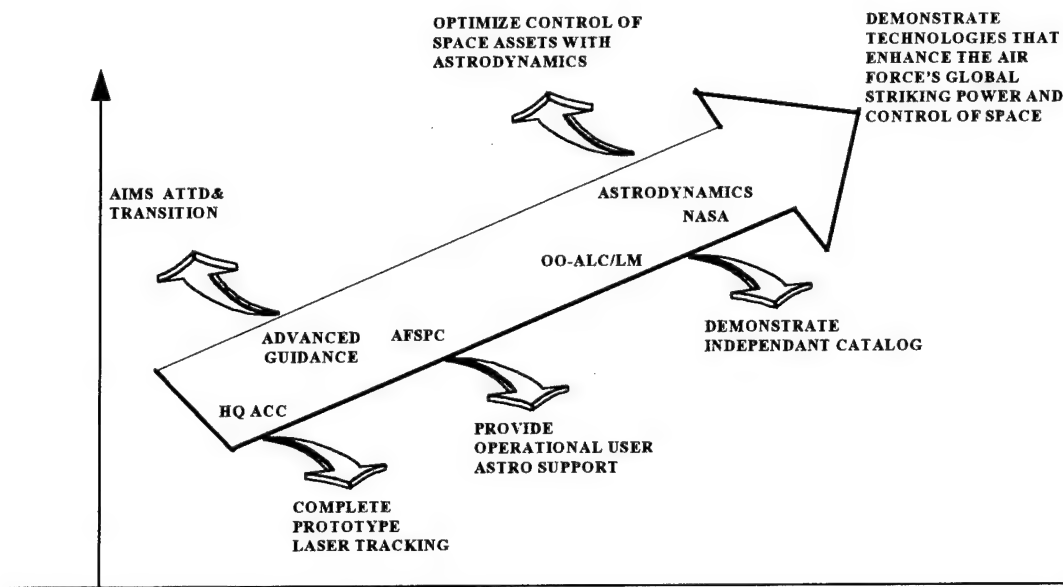 OPTIMIZE CONTROL OF
SPACE ASSETS WITH
ASTRODYNAMICS
DEMONSTRATE
TECHNOLOGIES THAT
ENHANCE THE AIR
FORCE'S GLOBAL
STRIKING POWER AND
CONTROL OF SPACE
AIMS ATTD&
TRANSITION
ASTRODYNAMICS
NASA
OO-ALC/LM
ADVANCED
GUIDANCE
AFSPC
HQ ACC
DEMONSTRATE
INDEPENDANT CATALOG
PROVIDE
OPERATIONAL USER
ASTRO SUPPORT
COMPLETE
PROTOTYPE
LASER TRACKING